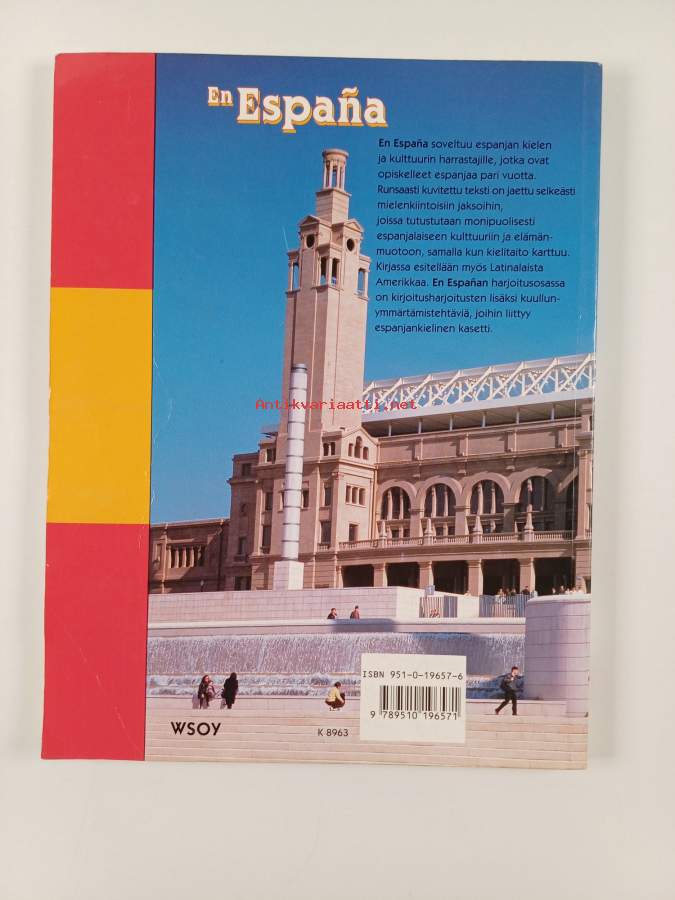 En España
En España soveltuu espanjan kielen
ja kulttuurin harrastajille, jotka ovat
opiskelleet espanjaa pari vuotta.
Runsaasti kuvitettu teksti on jaettu selkeästi
mielenkiintoisiin jaksoihin,
joissa tutustutaan monipuolisesti
espanjalaiseen kulttuuriin ja elämän-
muotoon, samalla kun kielitaito karttuu.
Kirjassa esitellään myös Latinalaista
Amerikkaa. En Españan harjoitusosassa
on kirjoitusharjoitusten lisäksi kuullun-
ymmärtämistehtäviä, joihin liittyy
espanjankielinen kasetti.
Antikvariaatti.net
ISBN 951-0-19657-6
9 789510 196571
WSOY
K 8963